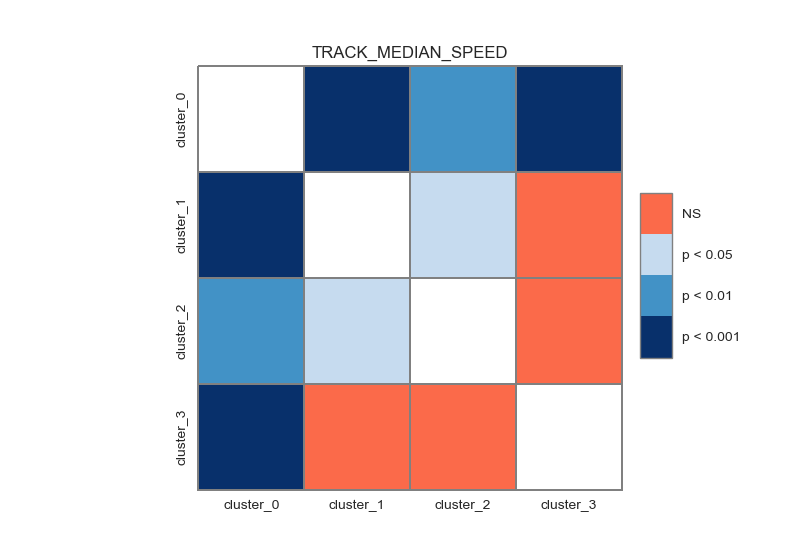 TRACK_MEDIAN_SPEED
cluster_0
cluster_1
cluster_2
cluster_3
NS
p < 0.05
p < 0.01
p < 0.001
cluster_0
cluster_1
cluster_2
cluster_3